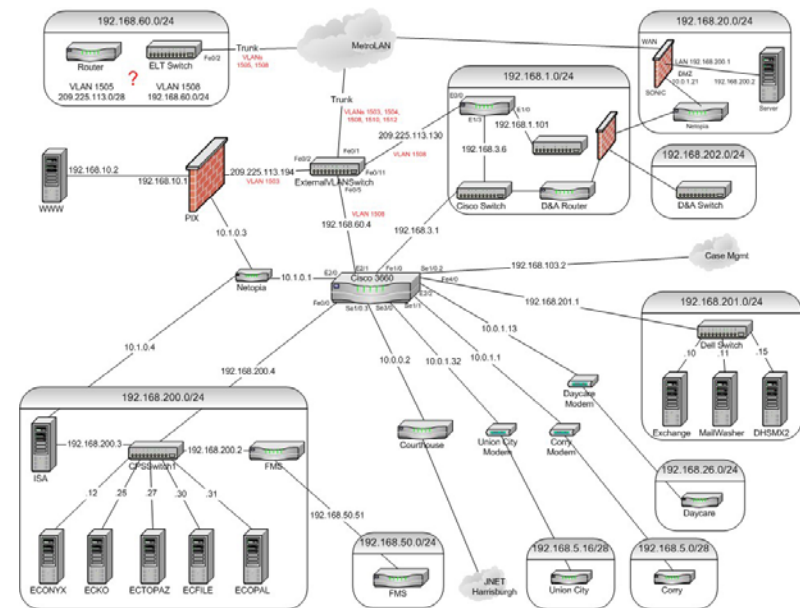 192.168.60.0/24
Router
ELT Switch
Fe0/2
VLAN 1505
209.225.113.0/28
?
VLAN 1508
192.168.60.0/24
Trunk
VLANs
1505, 1508
MetroLAN
Trunk
VLANs 1503, 1504,
1508, 1510, 1512
192.168.20.0/24
WAN
LAN 192.168.200.1
DMZ
10.0.1.21
192.168.200.2
SONIC
Server
Netopia
192.168.1.0/24
E0/0
E1/0
E1/3
192.168.1.101
192.168.3.6
Cisco Switch
D&A Router
192.168.202.0/24
D&A Switch
209.225.113.130
VLAN 1508
Fe0/1
Fe0/2
Fe0/11
ExternalVLANSwitch
Fe0/5
209.225.113.194
VLAN 1503
192.168.10.2
192.168.10.1
WWW
PIX
VLAN 1508
192.168.60.4
192.168.3.1
10.1.0.3
Netopia
10.1.0.1
E2/0
E2/1
Fe1/0
Se1/0.2
Cisco 3660
Fe4/0
E3/2
Fe0/0
Se1/0.3
Se3/0
Se1/1
192.168.103.2
Case Mgmt
192.168.201.1
192.168.201.0/24
Dell Switch
.10
.11
.15
Exchange
MailWasher
DHSMX2
10.1.0.4
192.168.200.4
10.0.0.2
10.0.1.32
10.0.1.1
10.0.1.13
Daycare
Modem
Courthouse
Union City
Modem
Corry
Modem
192.168.200.0/24
192.168.200.3
192.168.200.2
ISA
CPSSwitch1
FMS
.12
.25
.27
.30
.31
ECONYX
ECKO
ECTOPAZ
ECFILE
ECOPAL
192.168.50.51
192.168.50.0/24
FMS
JNET
Harrisburgh
192.168.5.16/28
Union City
192.168.5.0/28
Corry
192.168.26.0/24
Daycare